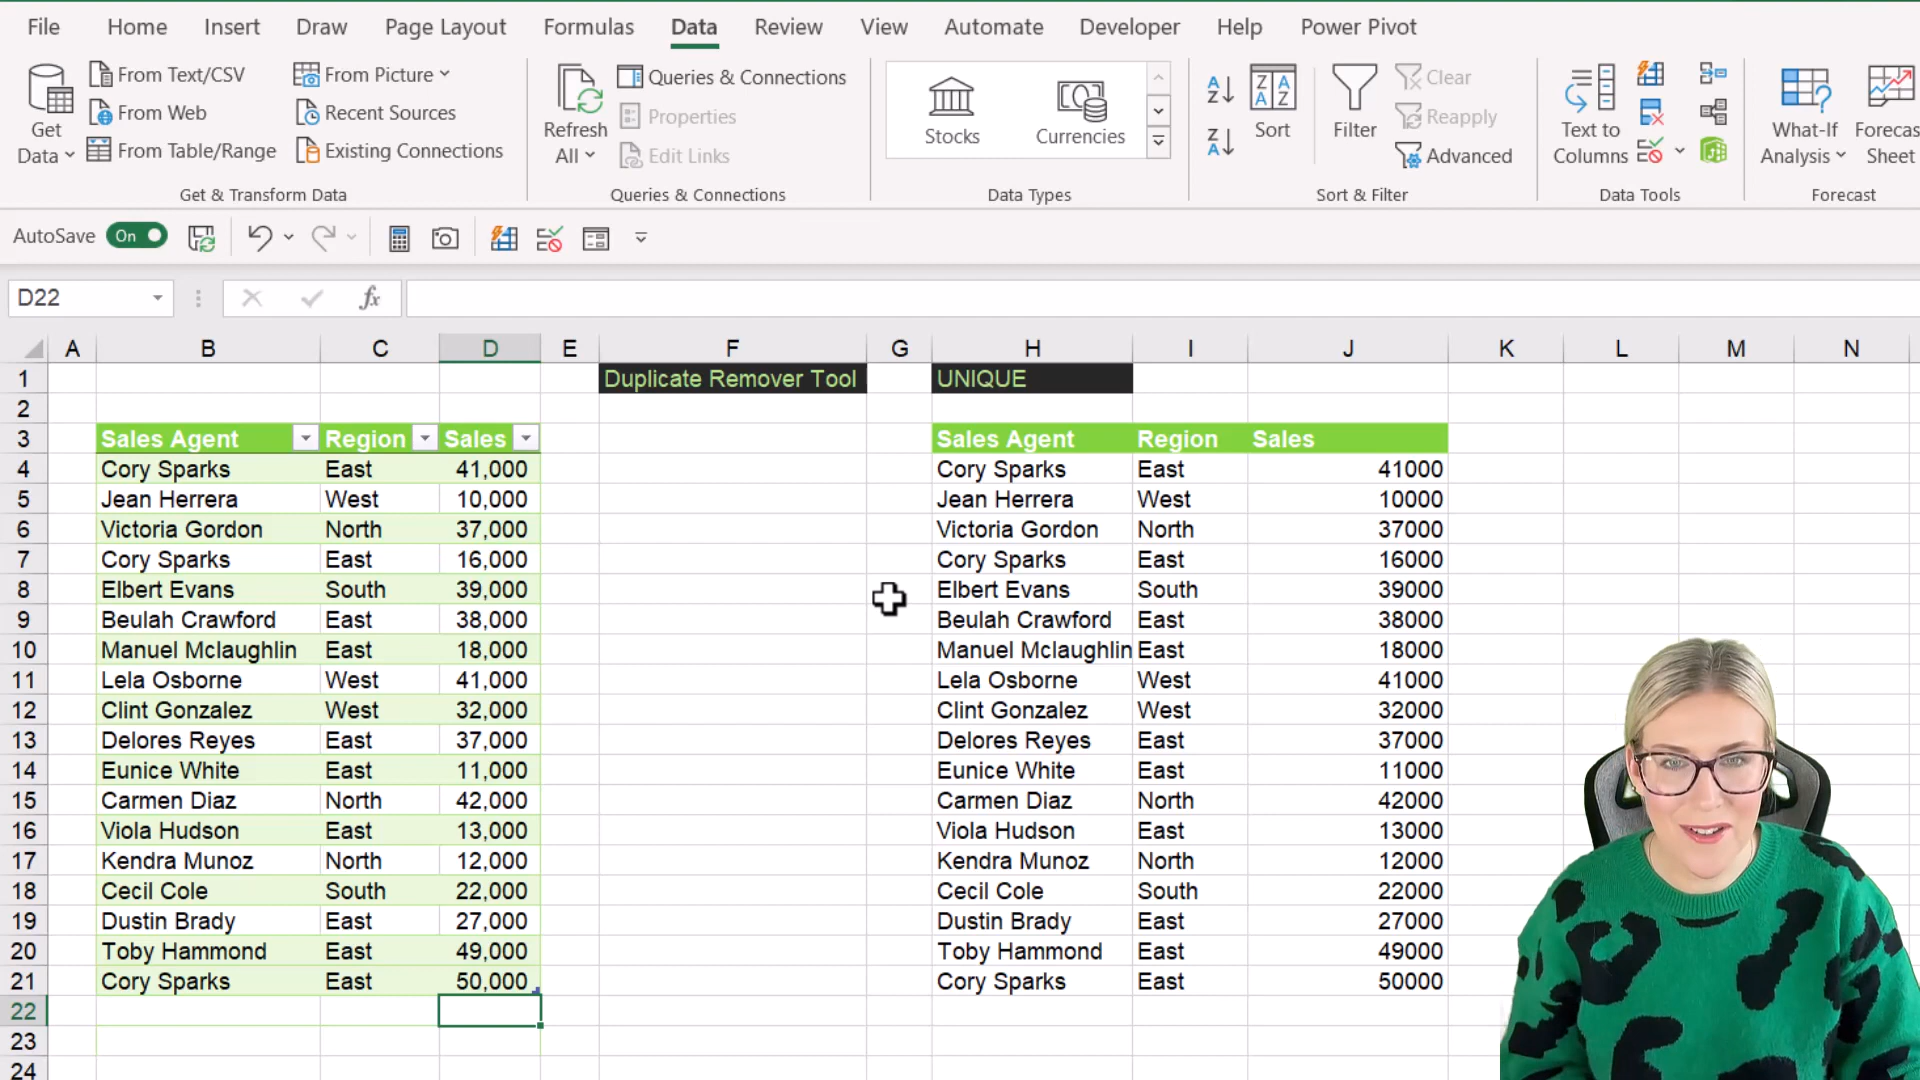 File Home Insert Draw Page Layout Formulas Data Review View Automate Developer Help Power Pivot
Get Data
From Text/CSV
From Web
From Table/Range
From Picture
Recent Sources
Existing Connections
Get & Transform Data
Refresh All
Queries & Connections
Properties
Edit Links
Queries & Connections
Stocks
Currencies
Data Types
Sort
Filter
Clear
Reapply
Advanced
Sort & Filter
Text to Columns
Data Tools
What-If Analysis
Forecas
Sheet
Forecast
AutoSave On
D22
fx
A B C D E F G H I J K L M N
1 Duplicate Remover Tool UNIQUE
2
3 Sales Agent Region Sales Sales Agent Region Sales
4 Cory Sparks East 41,000 Cory Sparks East 41000
5 Jean Herrera West 10,000 Jean Herrera West 10000
6 Victoria Gordon North 37,000 Victoria Gordon North 37000
7 Cory Sparks East 16,000 Cory Sparks East 16000
8 Elbert Evans South 39,000 Elbert Evans South 39000
9 Beulah Crawford East 38,000 Beulah Crawford East 38000
10 Manuel Mclaughlin East 18,000 Manuel Mclaughlin East 18000
11 Lela Osborne West 41,000 Lela Osborne West 41000
12 Clint Gonzalez West 32,000 Clint Gonzalez West 32000
13 Delores Reyes East 37,000 Delores Reyes East 37000
14 Eunice White East 11,000 Eunice White East 11000
15 Carmen Diaz North 42,000 Carmen Diaz North 42000
16 Viola Hudson East 13,000 Viola Hudson East 13000
17 Kendra Munoz North 12,000 Kendra Munoz North 12000
18 Cecil Cole South 22,000 Cecil Cole South 22000
19 Dustin Brady East 27,000 Dustin Brady East 27000
20 Toby Hammond East 49,000 Toby Hammond East 49000
21 Cory Sparks East 50,000 Cory Sparks East 50000
22
23
24